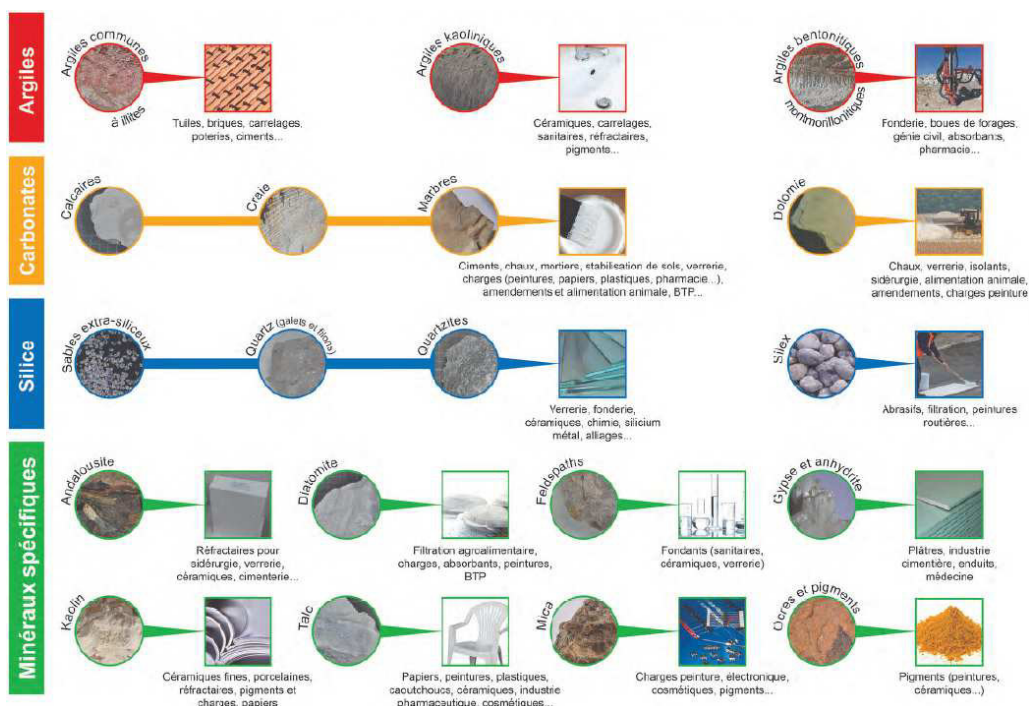 Argiles
Argiles communes
à illites
Tuiles, briques, carrelages,
poteries, ciments...
Argiles kaoliniques
Céramiques, carrelages,
sanitaires, réfractaires,
pigments...
Argiles bentonitiques
montmorillonitiques
Fonderie, boues de forages,
génie civil, absorbants,
pharmacie...
Carbonates
Calcaires
Craie
Marbres
Ciments, chaux, mortiers, stabilisation de sols, verrerie,
charges (peintures, papiers, plastiques, pharmacie...),
amendements et alimentation animale, BTP...
Dolomie
Chaux, verrerie, isolants,
sidérurgie, alimentation animale,
amendements, charges peinture
Silice
Sables extra-siliceux
Quartz (galets et filons)
Quartzites
Verrerie, fonderie,
céramiques, chimie, silicium
métal, alliages...
Silex
Abrasifs, filtration, peintures
routières...
Minéraux spécifiques
Andalousite
Réfractaires pour
sidérurgie, verrerie,
céramiques, cimenterie...
Diatomite
Filtration agroalimentaire,
charges, absorbants, peintures,
BTP
Feldspaths
Fondants (sanitaires,
céramiques, verrerie)
Gypse et anhydrite
Plâtres, industrie
cimentière, enduits,
médecine
Kaolin
Céramiques fines, porcelaines,
réfractaires, pigments et
charges, papiers
Talc
Papiers, peintures, plastiques,
caoutchoucs, céramiques, industrie
pharmaceutique, cosmétiques...
Mica
Charges peinture, électronique,
cosmétiques, pigments...
Ocres et pigments
Pigments (peintures,
céramiques...)